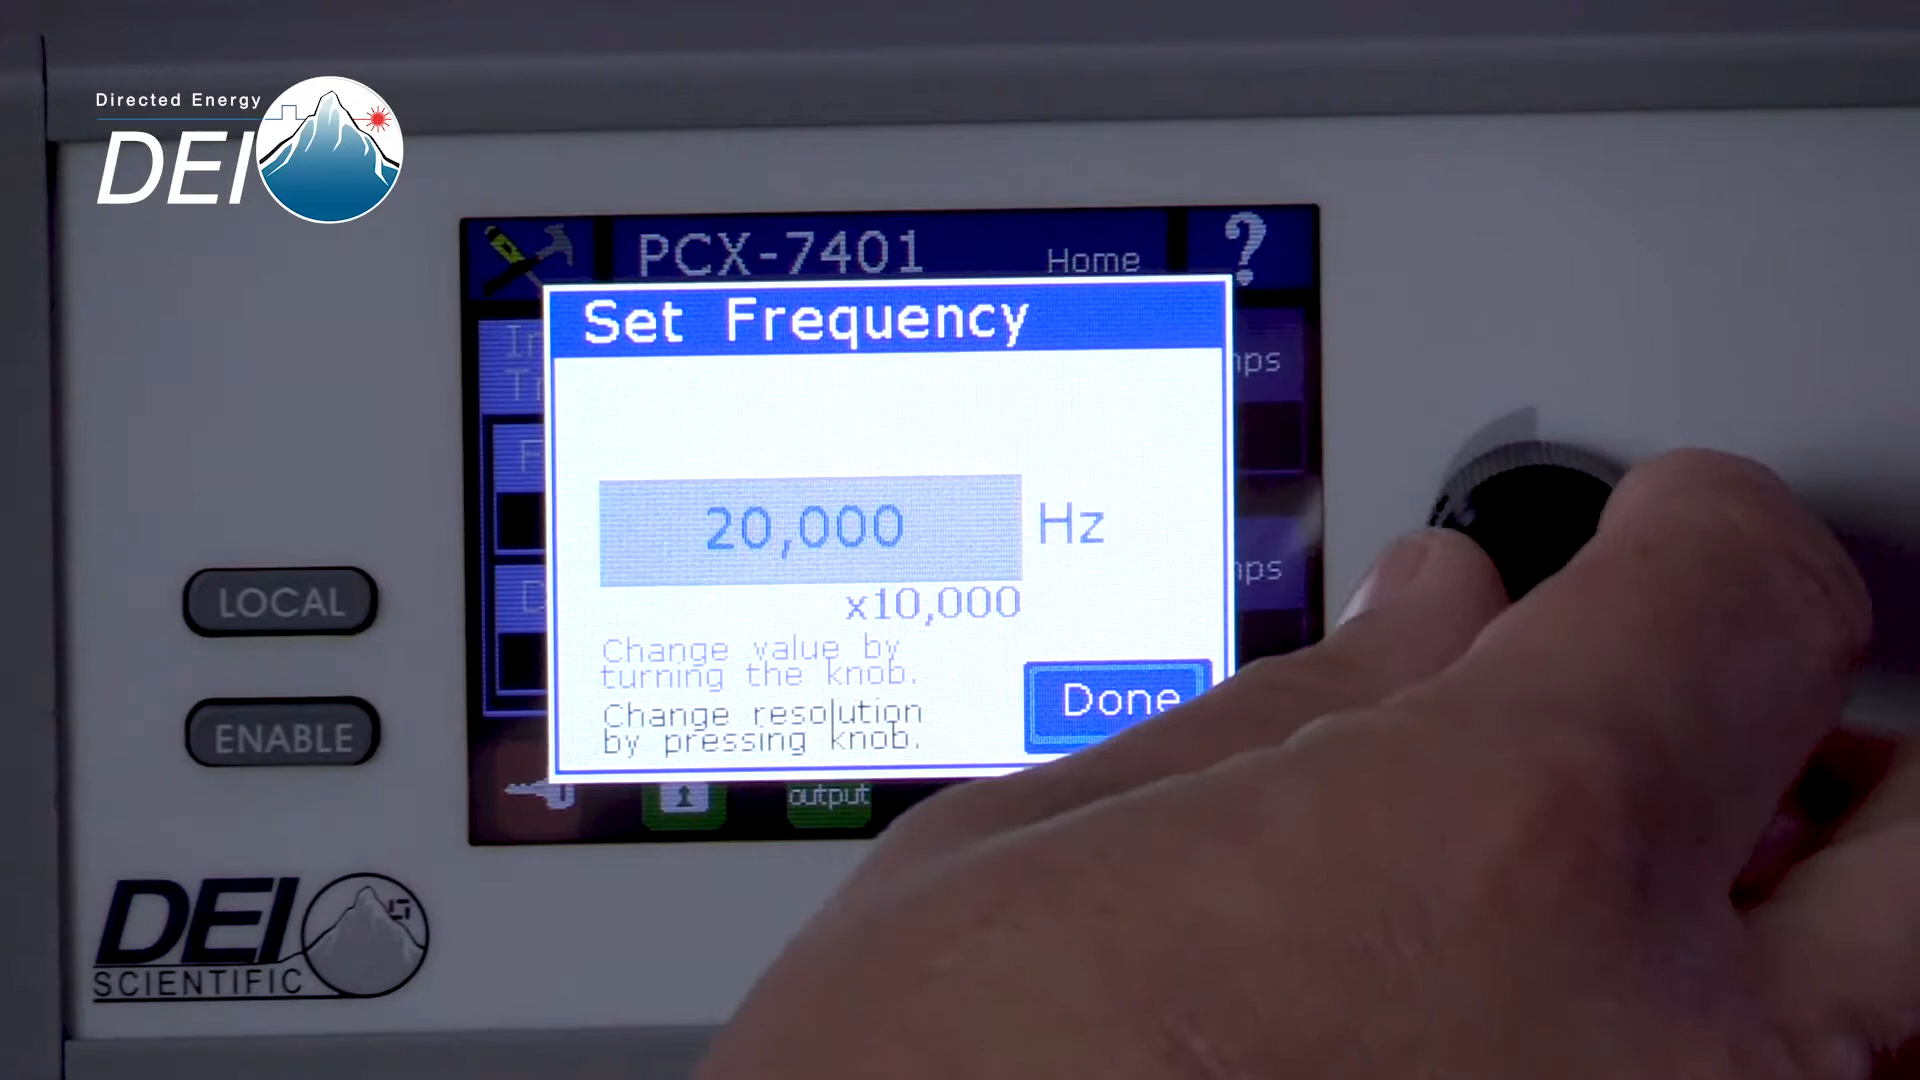 Directed Energy
DEI
PCX-7401 Home ?
Set Frequency
20,000 Hz
x10,000
Change value by
turning the knob.
Change resolution
by pressing knob.
Done
output
LOCAL
ENABLE
DEI
SCIENTIFIC